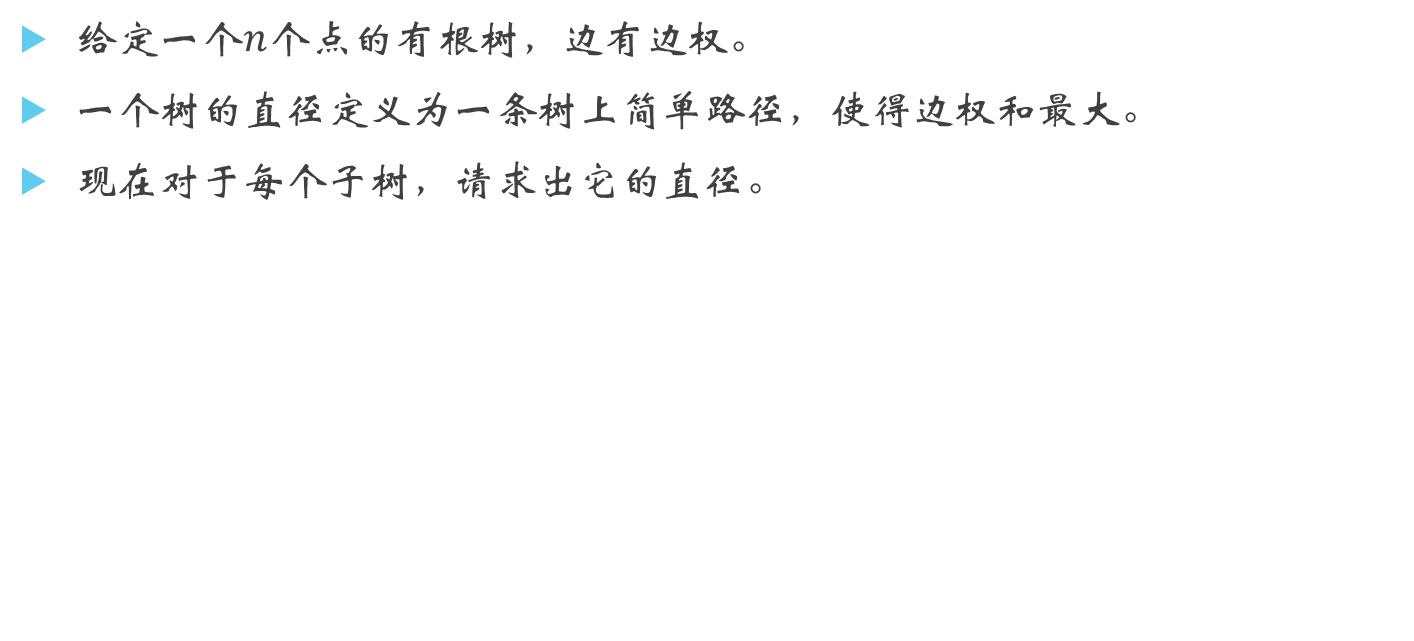 给定一个n个点的有根树，边有边权。
一个树的直径定义为一条树上简单路径，使得边权和最大。
现在对于每个子树，请求出它的直径。